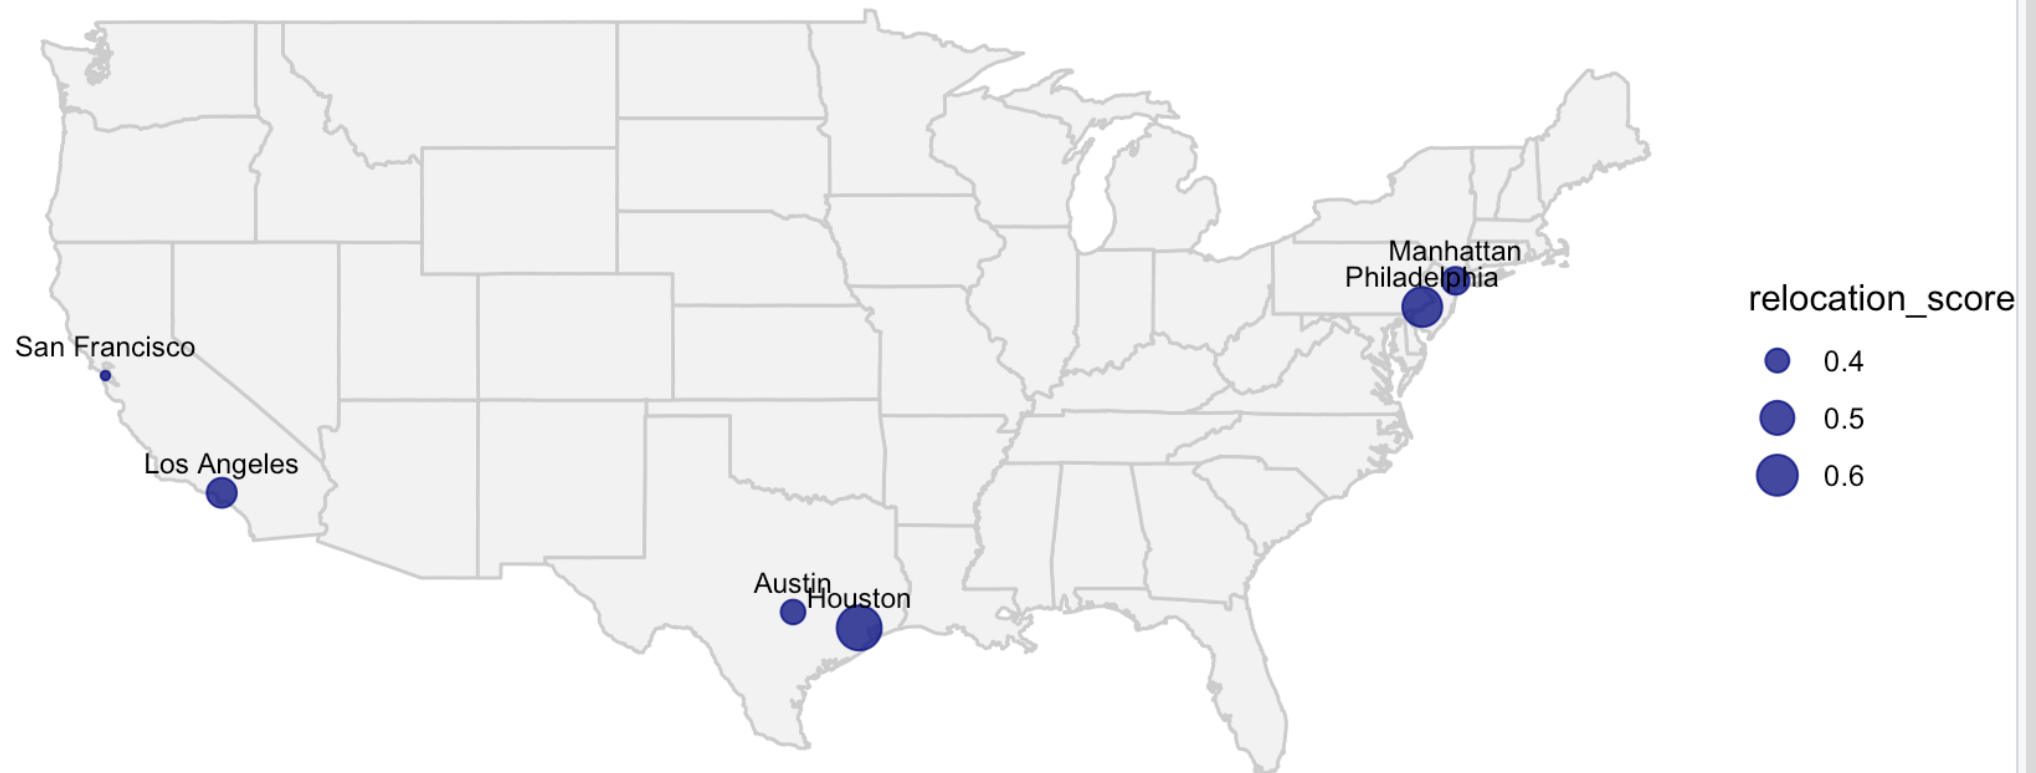 Manhattan
Philadelphia
San Francisco
Los Angeles
Austin
Houston
relocation_score
0.4
0.5
0.6